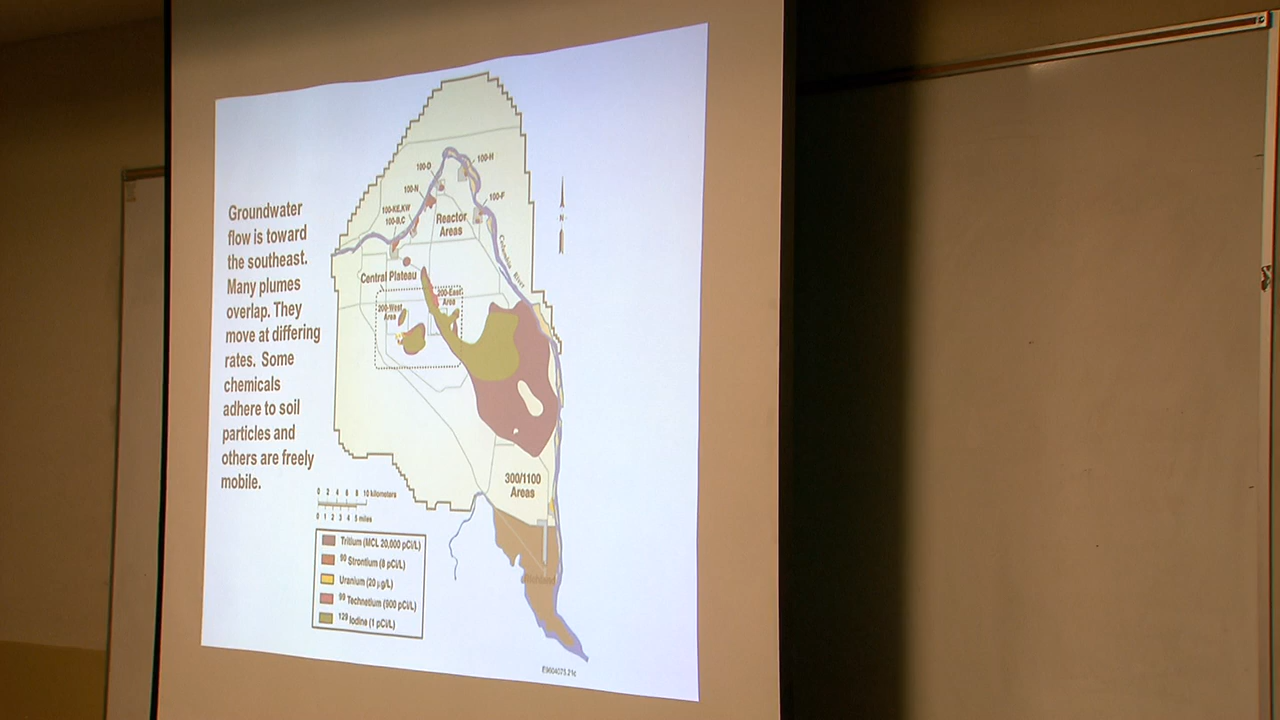 Groundwater
flow is toward
the southeast.
Many plumes
overlap. They
move at differing
rates. Some
chemicals
adhere to soil
particles and
others are freely
mobile.
100-D
100-H
100-N
100-F
100-KE,KW
100-B,C
Reactor
Areas
N
Columbia River
Central Plateau
200-East
Area
200-West
Area
300/1100
Areas
0 2 4 6 8 10 kilometers
0 1 2 3 4 5 miles
Richland
Tritium (MCL 20,000 pCi/L)
90 Strontium (8 pCi/L)
Uranium (20 µg/L)
99 Technetium (900 pCi/L)
129 Iodine (1 pCi/L)